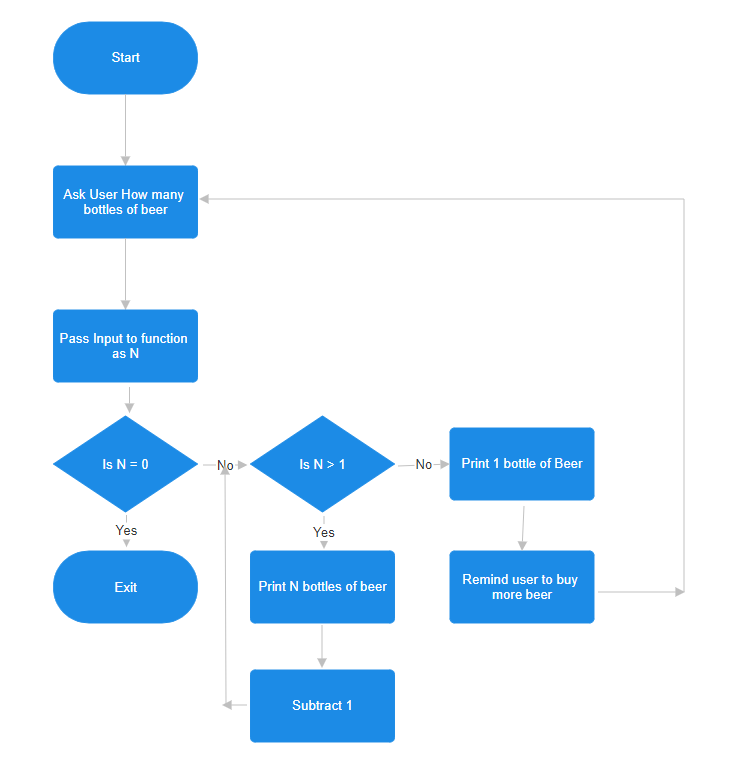 Start
Ask User How many
bottles of beer
Pass Input to function
as N
Is N = 0
No
Is N > 1
No
Print 1 bottle of Beer
Yes
Yes
Exit
Print N bottles of beer
Remind user to buy
more beer
Subtract 1